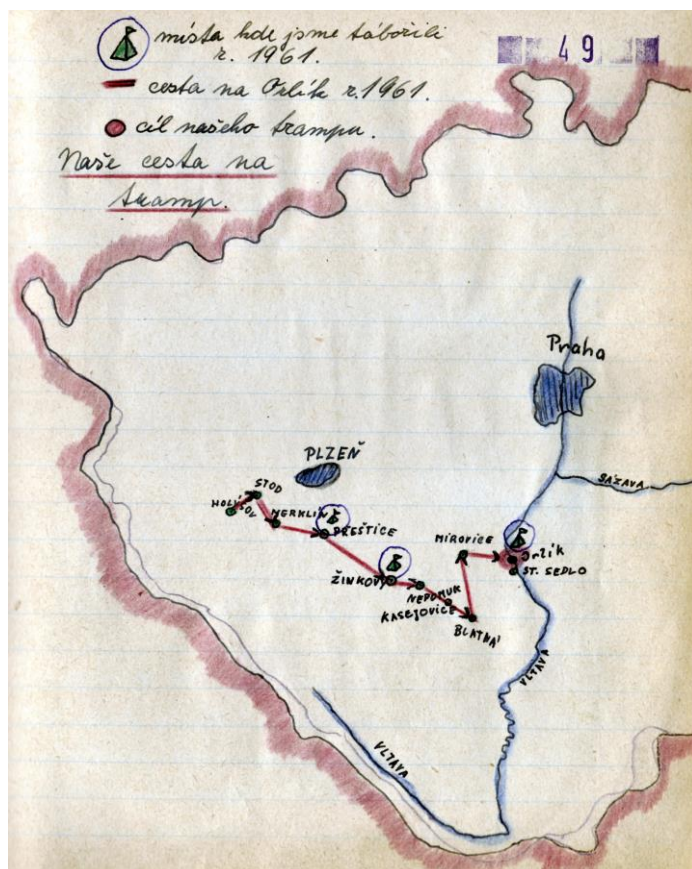 místa kde jsme tábořili
r. 1961.
49
cesta na Orlík r. 1961.
cíl našeho trampu.
Naše cesta na
tramp.
Praha
PLZEŇ
SÁZAVA
STOD
HOLÝŠOV
MERKLÍN
PŘEŠTICE
MIROVICE
Orlík
ST. SEDLO
ŽINKOVY
NEPOMUK
KASEJOVICE
BLATNÁ
VLTAVA
VLTAVA